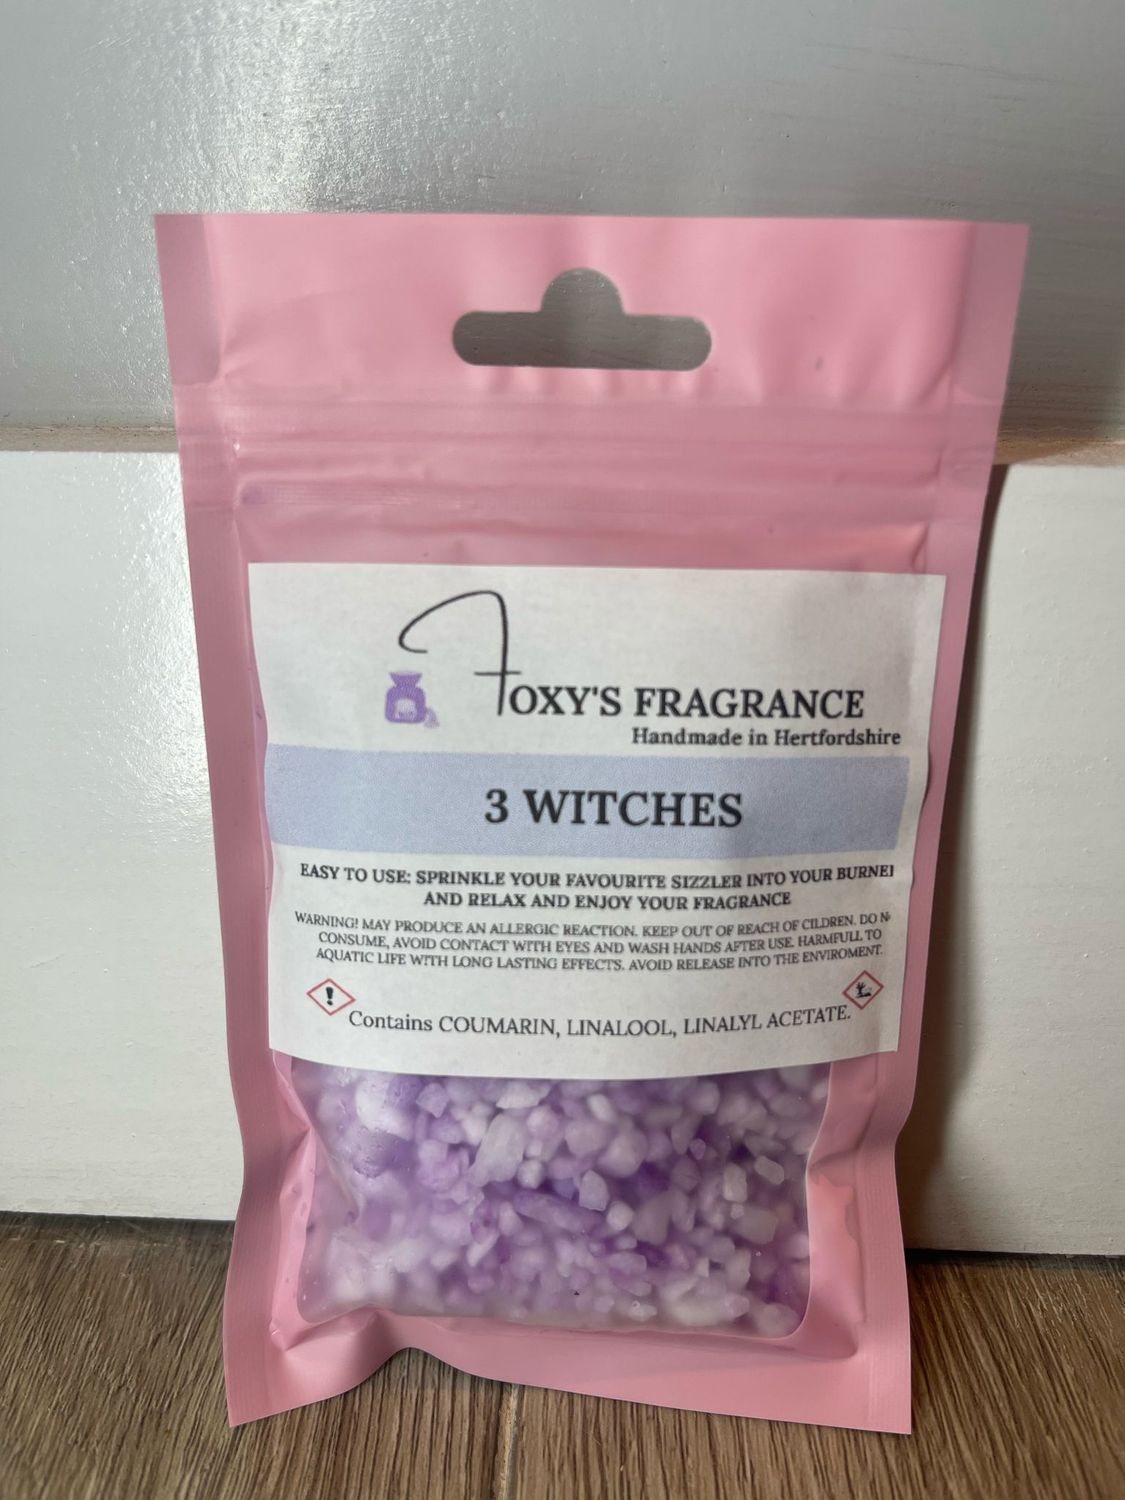 FOXY'S FRAGRANCE
Handmade in Hertfordshire
3 WITCHES
EASY TO USE: SPRINKLE YOUR FAVOURITE SIZZLER INTO YOUR BURNER
AND RELAX AND ENJOY YOUR FRAGRANCE
WARNING! MAY PRODUCE AN ALLERGIC REACTION. KEEP OUT OF REACH OF CILDREN. DO N
CONSUME, AVOID CONTACT WITH EYES AND WASH HANDS AFTER USE. HARMFULL TO
AQUATIC LIFE WITH LONG LASTING EFFECTS. AVOID RELEASE INTO THE ENVIROMENT.
Contains COUMARIN, LINALOOL, LINALYL ACETATE.